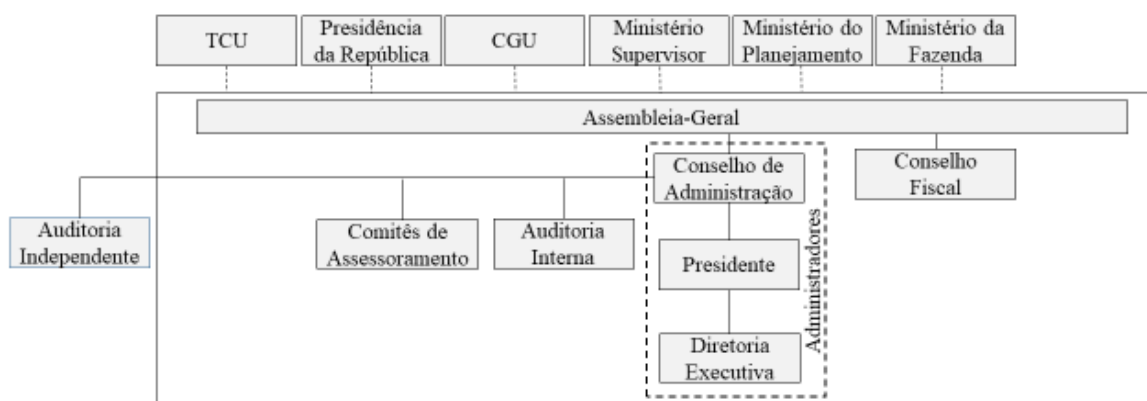 TCU
Presidência
da República
CGU
Ministério
Supervisor
Ministério do
Planejamento
Ministério da
Fazenda
Assembleia-Geral
Conselho de
Administração
Conselho
Fiscal
Auditoria
Independente
Comitês de
Assessoramento
Auditoria
Interna
Presidente
Administradores
Diretoria
Executiva